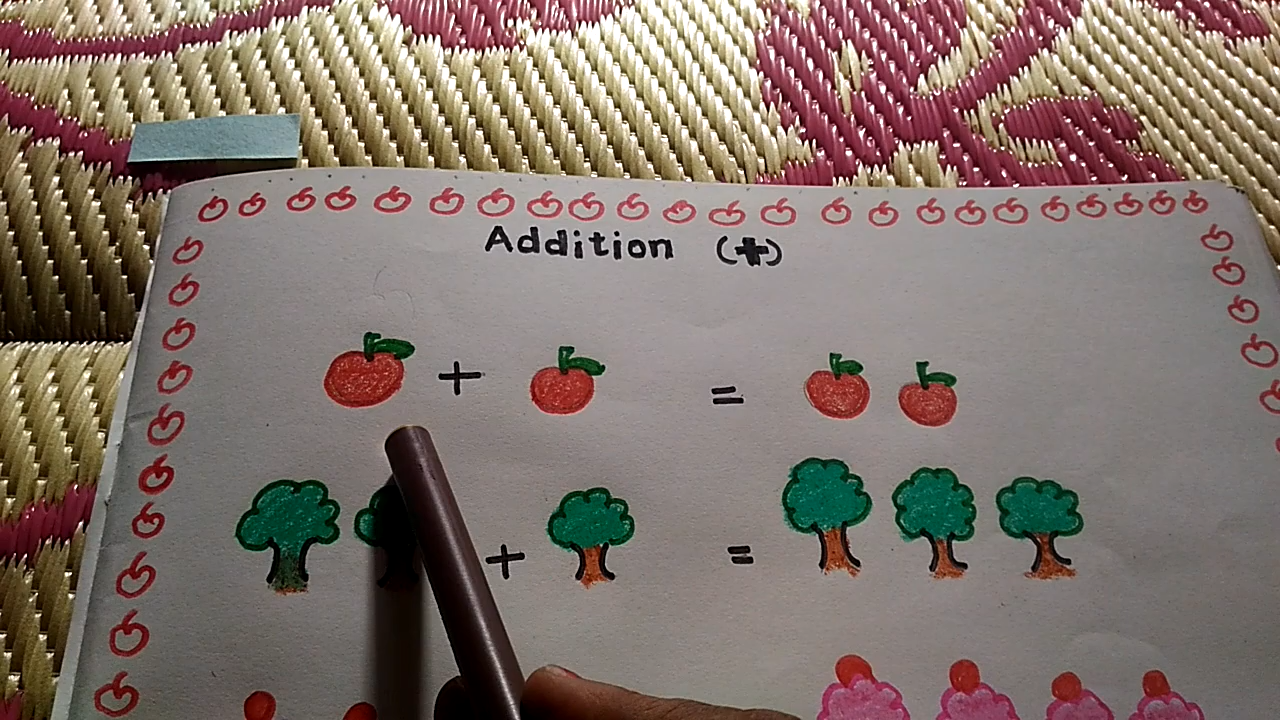 Addition (+)
+ =
+ =